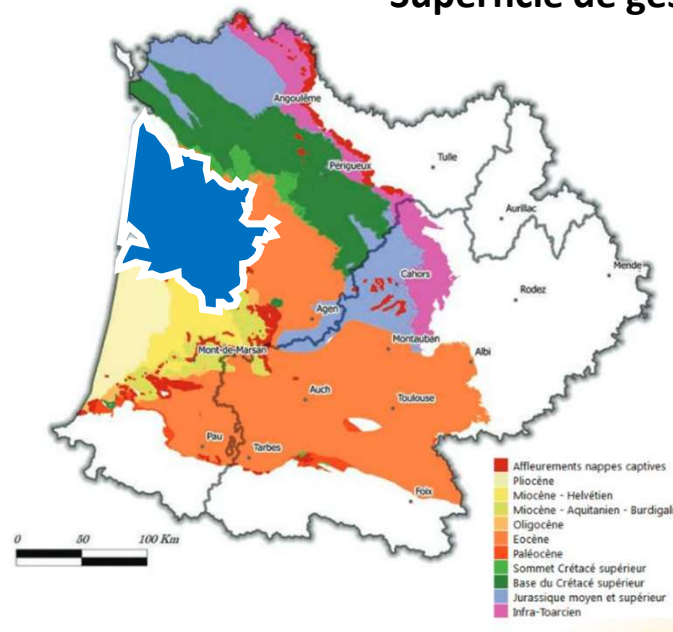 Superficie de ges
Angoulême
Périgueux
Tulle
Aurillac
Mende
Cahors
Rodez
Agen
Montauban
Albi
Mont-de-Marsan
Auch
Toulouse
Pau
Tarbes
Foix
0 50 100 Km
Affleurements nappes captives
Pliocène
Miocène - Helvétien
Miocène - Aquitanien - Burdigali
Oligocène
Eocène
Paléocène
Sommet Crétacé supérieur
Base du Crétacé supérieur
Jurassique moyen et supérieur
Infra-Toarcien